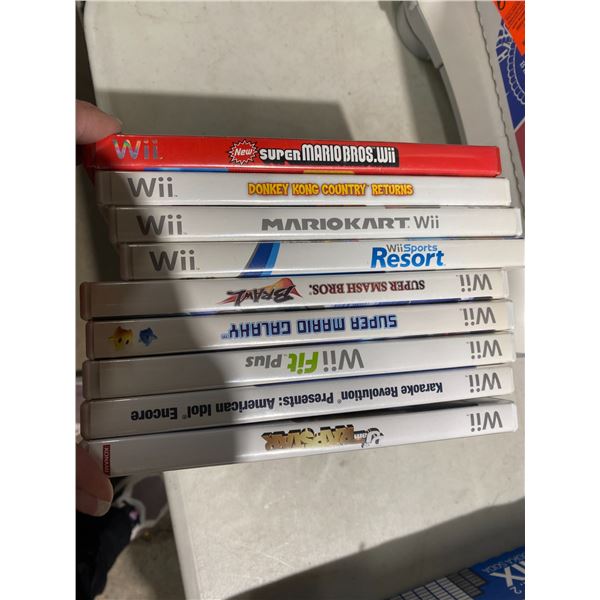 Wii New SUPER MARIO BROS. Wii
Wii DONKEY KONG COUNTRY RETURNS
Wii MARIOKART Wii
Wii Wii Sports Resort
Wii SUPER SMASH BROS. BRAWL
Wii SUPER MARIO GALAXY
Wii Wii Fit Plus
Wii Karaoke Revolution® Presents: American Idol® Encore
Wii RAPSTAR KONAMI